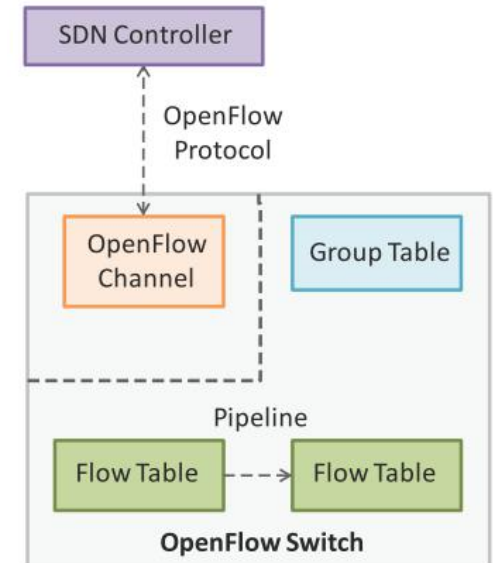 SDN Controller
OpenFlow
Protocol
OpenFlow
Channel
Group Table
Pipeline
Flow Table
Flow Table
OpenFlow Switch